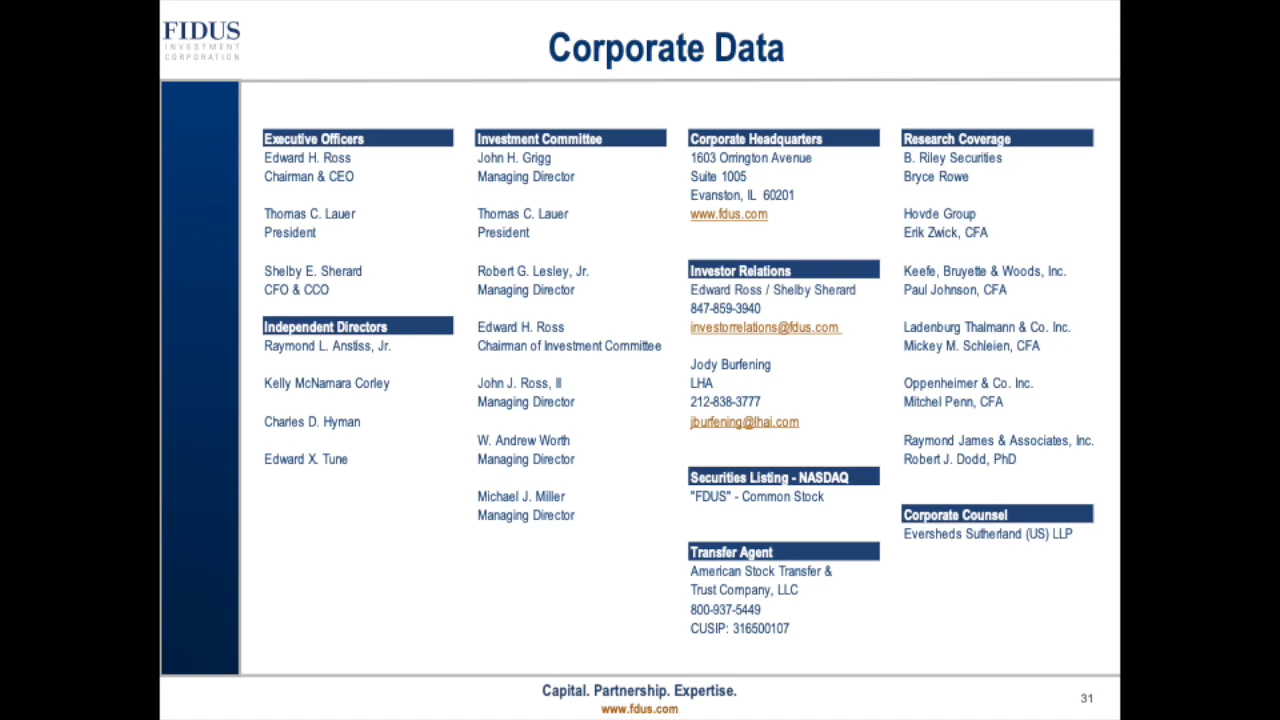 FIDUS
INVESTMENT
CORPORATION
Corporate Data
Executive Officers
Edward H. Ross
Chairman & CEO
Thomas C. Lauer
President
Shelby E. Sherard
CFO & CCO
Independent Directors
Raymond L. Anstiss, Jr.
Kelly McNamara Corley
Charles D. Hyman
Edward X. Tune
Investment Committee
John H. Grigg
Managing Director
Thomas C. Lauer
President
Robert G. Lesley, Jr.
Managing Director
Edward H. Ross
Chairman of Investment Committee
John J. Ross, II
Managing Director
W. Andrew Worth
Managing Director
Michael J. Miller
Managing Director
Corporate Headquarters
1603 Orrington Avenue
Suite 1005
Evanston, IL  60201
www.fdus.com
Investor Relations
Edward Ross / Shelby Sherard
847-859-3940
investorrelations@fdus.com
Jody Burfening
LHA
212-838-3777
jburfening@lhai.com
Securities Listing - NASDAQ
"FDUS" - Common Stock
Transfer Agent
American Stock Transfer &
Trust Company, LLC
800-937-5449
CUSIP: 316500107
Research Coverage
B. Riley Securities
Bryce Rowe
Hovde Group
Erik Zwick, CFA
Keefe, Bruyette & Woods, Inc.
Paul Johnson, CFA
Ladenburg Thalmann & Co. Inc.
Mickey M. Schleien, CFA
Oppenheimer & Co. Inc.
Mitchel Penn, CFA
Raymond James & Associates, Inc.
Robert J. Dodd, PhD
Corporate Counsel
Eversheds Sutherland (US) LLP
Capital. Partnership. Expertise.
www.fdus.com
31